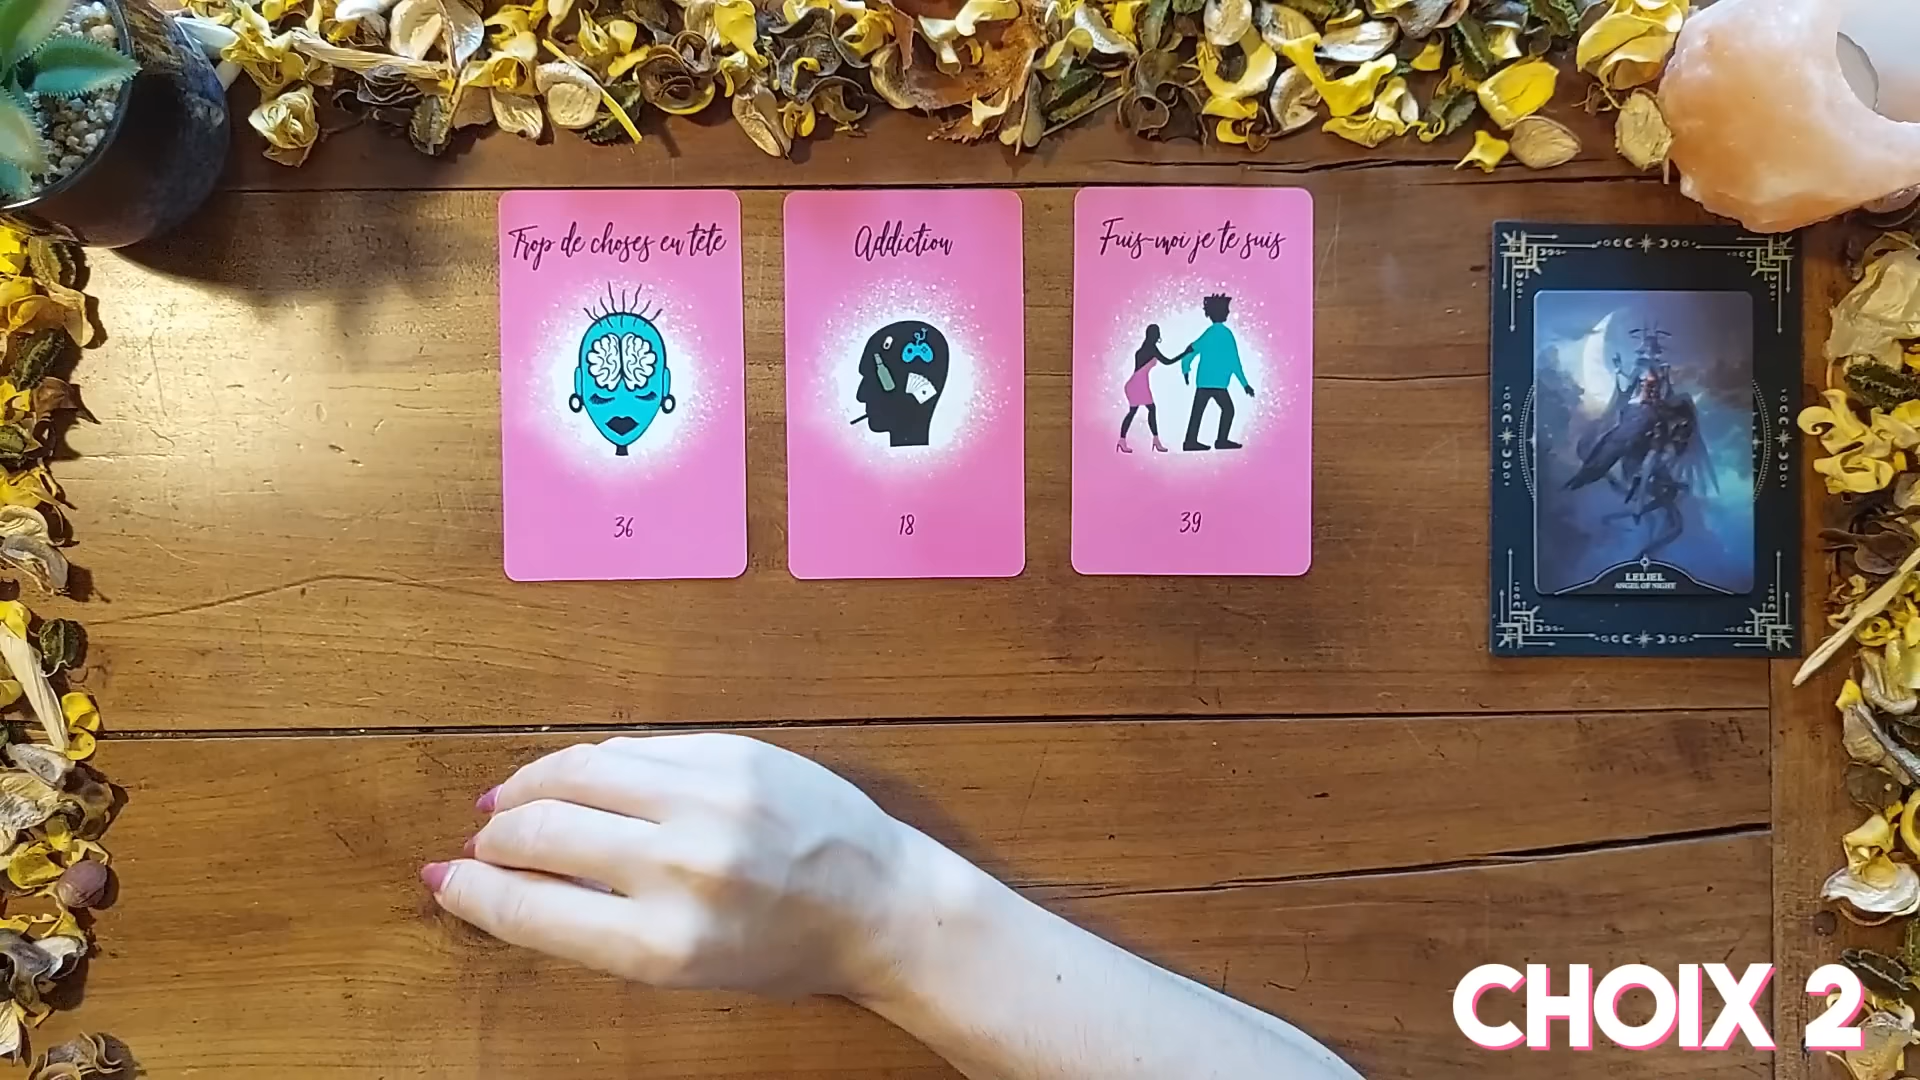 Trop de choses en tête
Addiction
Fuis-moi je te suis
36
18
39
LELIEL
ANGEL OF NIGHT
CHOIX 2